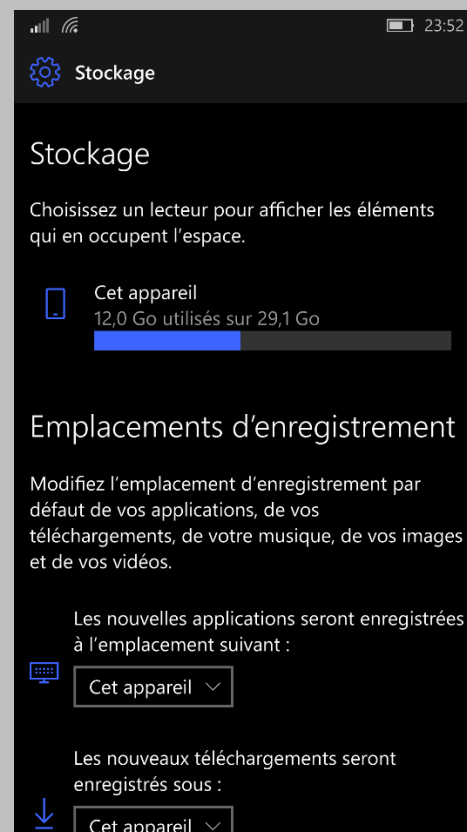 23:52
Stockage
Stockage
Choisissez un lecteur pour afficher les éléments
qui en occupent l’espace.
Cet appareil
12,0 Go utilisés sur 29,1 Go
Emplacements d’enregistrement
Modifiez l’emplacement d’enregistrement par
défaut de vos applications, de vos
téléchargements, de votre musique, de vos images
et de vos vidéos.
Les nouvelles applications seront enregistrées
à l’emplacement suivant :
Cet appareil
Les nouveaux téléchargements seront
enregistrés sous :
Cet appareil